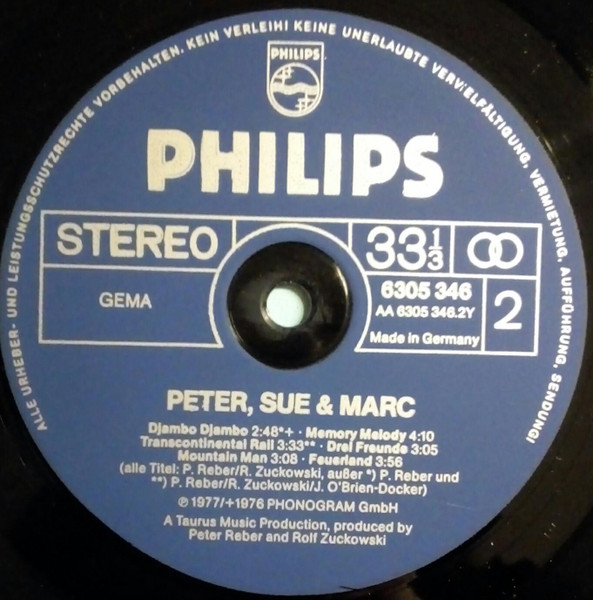 ALLE URHEBER- UND LEISTUNGSSCHUTZRECHTE VORBEHALTEN. KEIN VERLEIH! KEINE UNERLAUBTE VERVIELFÄLTIGUNG, VERMIETUNG, AUFFÜHRUNG, SENDUNG!
PHILIPS
PHILIPS
STEREO
33 1/3
GEMA
6305 346
AA 6305 346.2Y
Made in Germany
2
PETER, SUE & MARC
Djambo Djambo 2:48*+ · Memory Melody 4:10
Transcontinental Rail 3:33** · Drei Freunde 3:05
Mountain Man 3:08 · Feuerland 3:56
(alle Titel: P. Reber/R. Zuckowski, außer *) P. Reber und
**) P. Reber/R. Zuckowski/J. O'Brien-Docker)
℗ 1977/+1976 PHONOGRAM GmbH
A Taurus Music Production, produced by
Peter Reber and Rolf Zuckowski